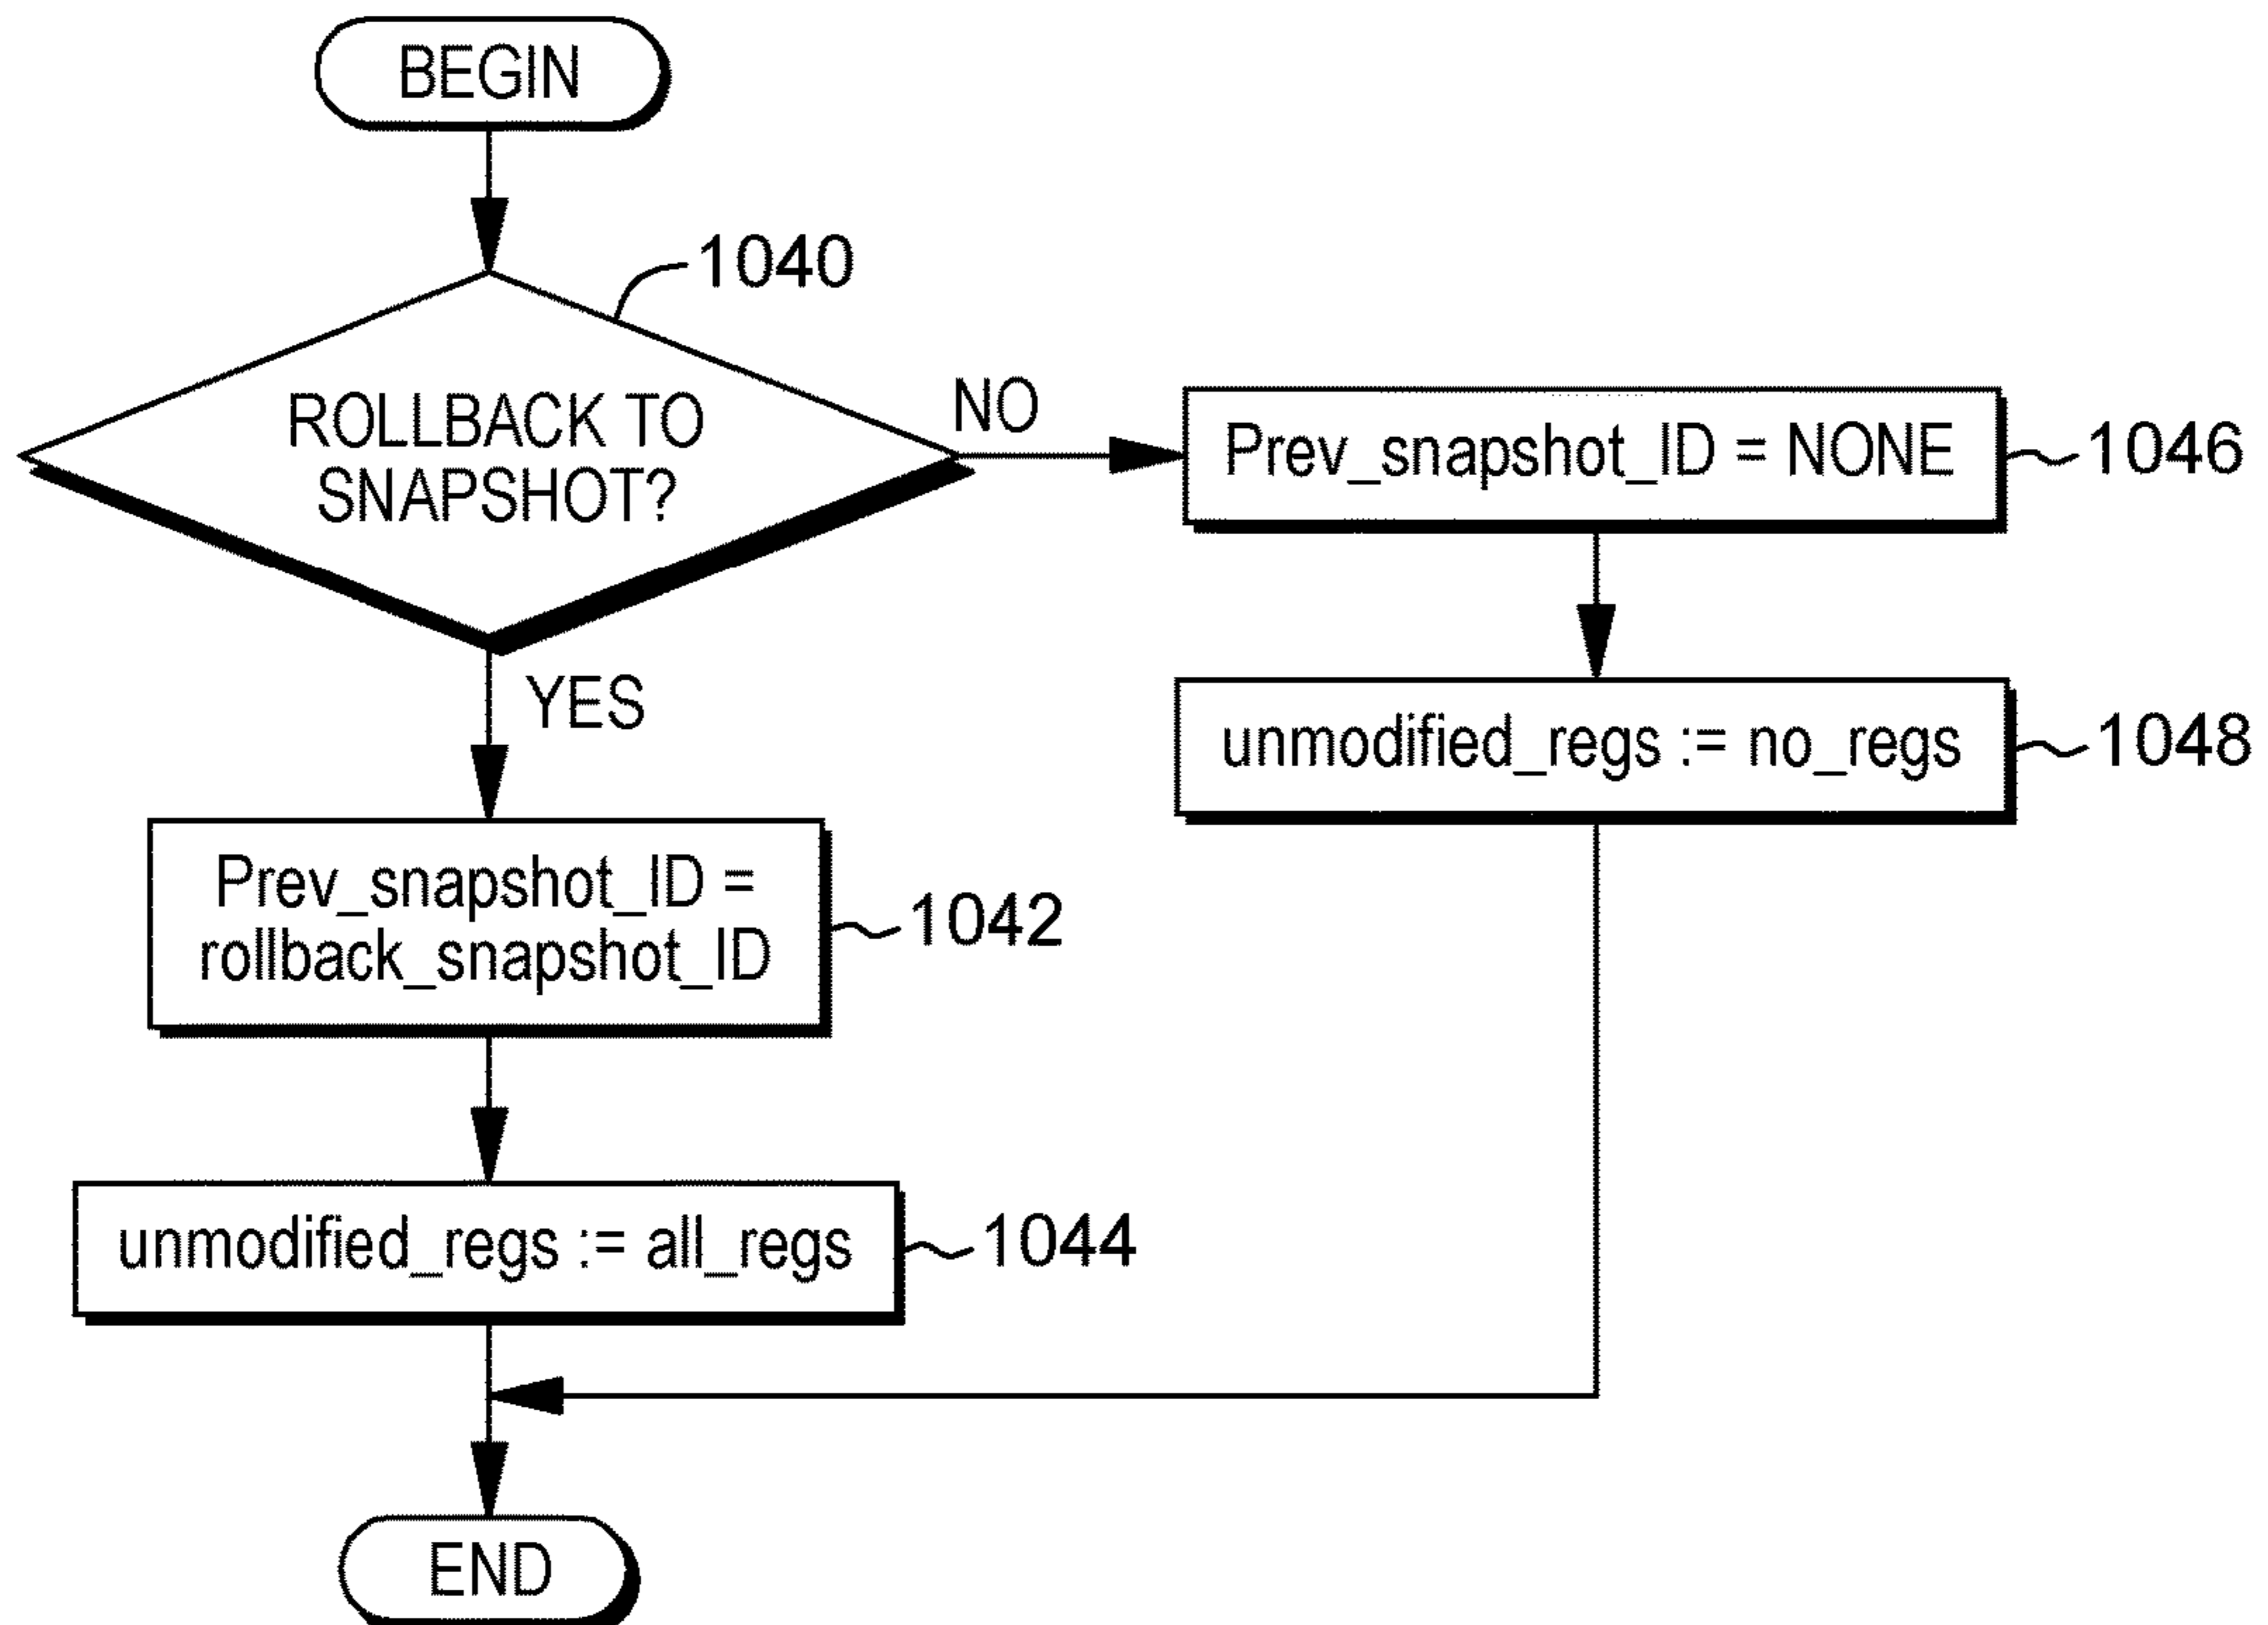 BEGIN
1040
ROLLBACK TO
SNAPSHOT?
NO
Prev_snapshot_ID = NONE
1046
YES
unmodified_regs := no_regs
1048
Prev_snapshot_ID =
rollback_snapshot_ID
1042
unmodified_regs := all_regs
1044
END